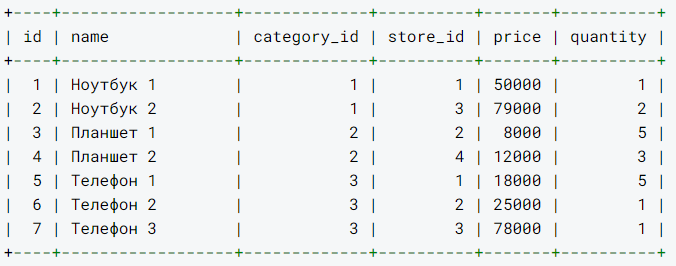 +----+------------------+-------------+----------+-------+----------+
| id | name             | category_id | store_id | price | quantity |
+----+------------------+-------------+----------+-------+----------+
|  1 | Ноутбук 1        |           1 |        1 | 50000 |        1 |
|  2 | Ноутбук 2        |           1 |        3 | 79000 |        2 |
|  3 | Планшет 1        |           2 |        2 |  8000 |        5 |
|  4 | Планшет 2        |           2 |        4 | 12000 |        3 |
|  5 | Телефон 1        |           3 |        1 | 18000 |        5 |
|  6 | Телефон 2        |           3 |        2 | 25000 |        1 |
|  7 | Телефон 3        |           3 |        3 | 78000 |        1 |
+----+------------------+-------------+----------+-------+----------+